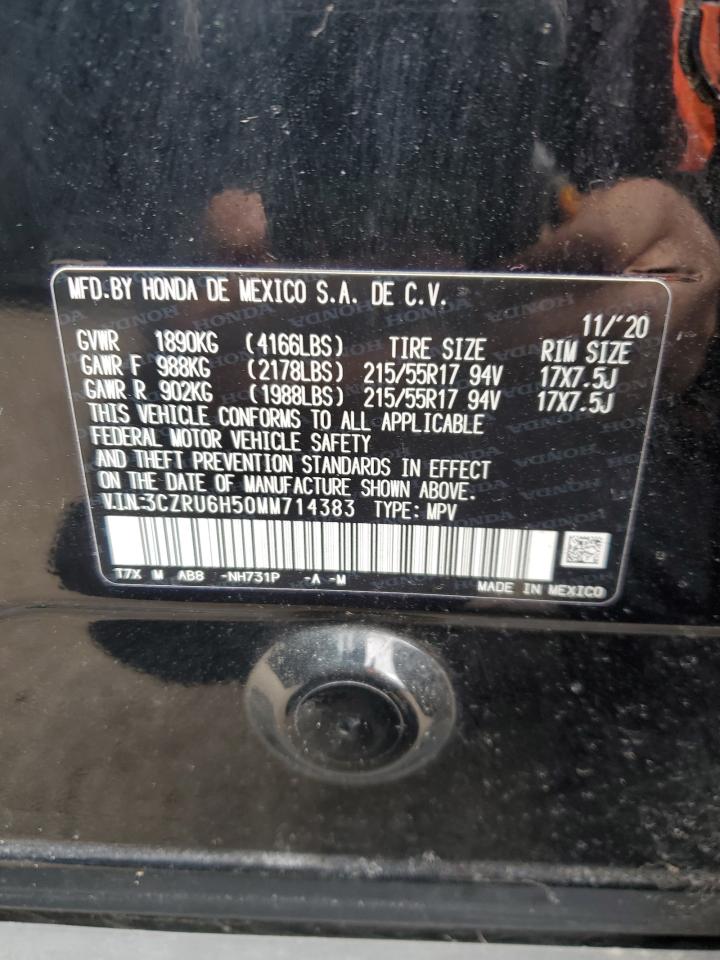 MFD.BY HONDA DE MEXICO S.A. DE C.V.
11/'20
GVWR 1890KG (4166LBS) TIRE SIZE RIM SIZE
GAWR F 988KG (2178LBS) 215/55R17 94V 17X7.5J
GAWR R 902KG (1988LBS) 215/55R17 94V 17X7.5J
THIS VEHICLE CONFORMS TO ALL APPLICABLE
FEDERAL MOTOR VEHICLE SAFETY
AND THEFT PREVENTION STANDARDS IN EFFECT
ON THE DATE OF MANUFACTURE SHOWN ABOVE.
V.I.N:3CZRU6H50MM714383 TYPE: MPV
T7X M AB8 -NH731P -A -M
MADE IN MEXICO